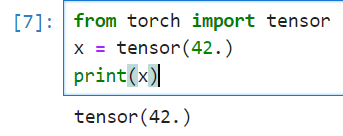 [7]: from torch import tensor
x = tensor(42.)
print(x)
tensor(42.)